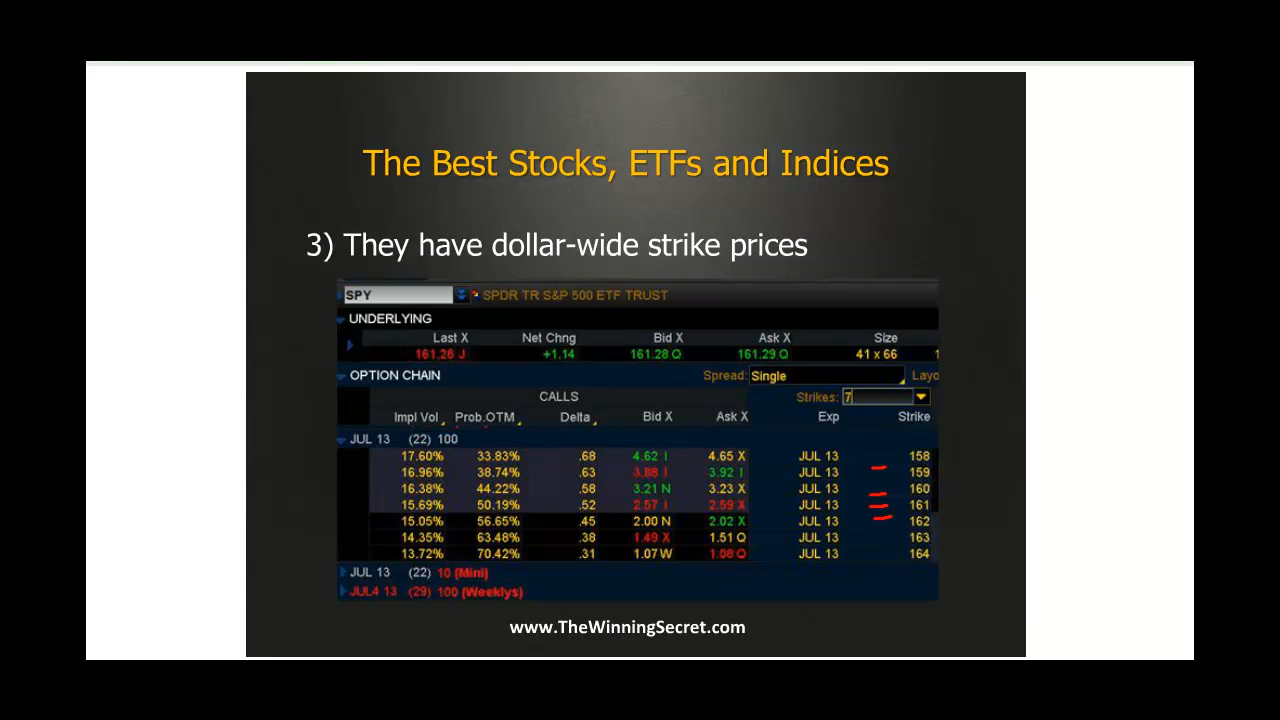 The Best Stocks, ETFs and Indices
3) They have dollar-wide strike prices
SPY SPDR TR S&P 500 ETF TRUST
UNDERLYING
Last X Net Chng Bid X Ask X Size
161.28 J +1.14 161.28 Q 161.29 Q 41 x 66 1
OPTION CHAIN Spread: Single Layo
CALLS Strikes: 7
Impl Vol Prob.OTM Delta Bid X Ask X Exp Strike
JUL 13 (22) 100
17.60% 33.83% .68 4.62 I 4.65 X JUL 13 158
16.96% 38.74% .63 3.88 I 3.92 I JUL 13 159
16.38% 44.22% .58 3.21 N 3.23 X JUL 13 160
15.69% 50.19% .52 2.57 I 2.59 X JUL 13 161
15.05% 56.65% .45 2.00 N 2.02 X JUL 13 162
14.35% 63.48% .38 1.49 X 1.51 Q JUL 13 163
13.72% 70.42% .31 1.07 W 1.08 Q JUL 13 164
JUL 13 (22) 10 (Mini)
JUL4 13 (29) 100 (Weeklys)
www.TheWinningSecret.com